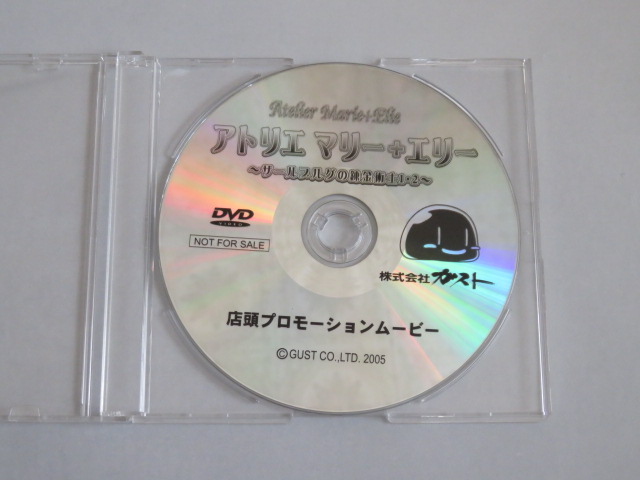 Atelier Marie+Elie
アトリエ マリー+エリー
～ザールブルグの錬金術士1・2～
DVD
VIDEO
NOT FOR SALE
株式会社ガスト
店頭プロモーションムービー
©GUST CO.,LTD. 2005